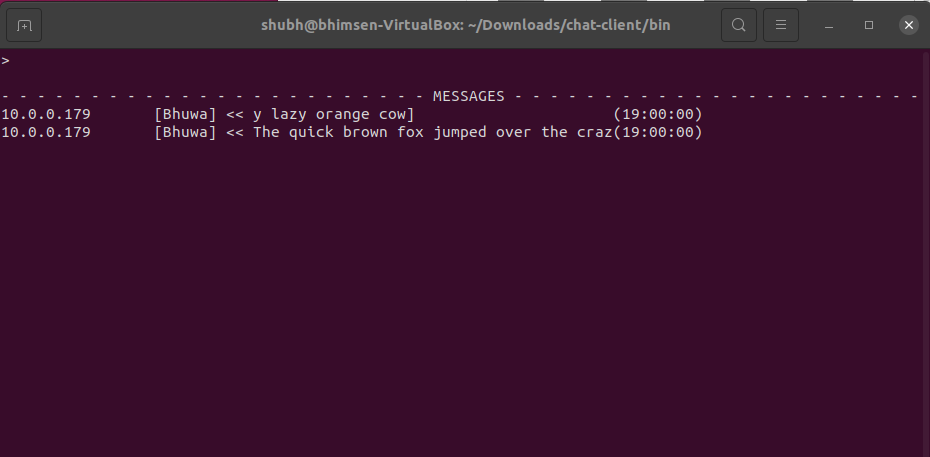 shubh@bhimsen-VirtualBox: ~/Downloads/chat-client/bin
>
- - - - - - - - - - - - - - - - - - - - - - - - MESSAGES - - - - - - - - - - - - - - - - - - - - - - -
10.0.0.179       [Bhuwa] << y lazy orange cow]                      (19:00:00)
10.0.0.179       [Bhuwa] << The quick brown fox jumped over the craz(19:00:00)